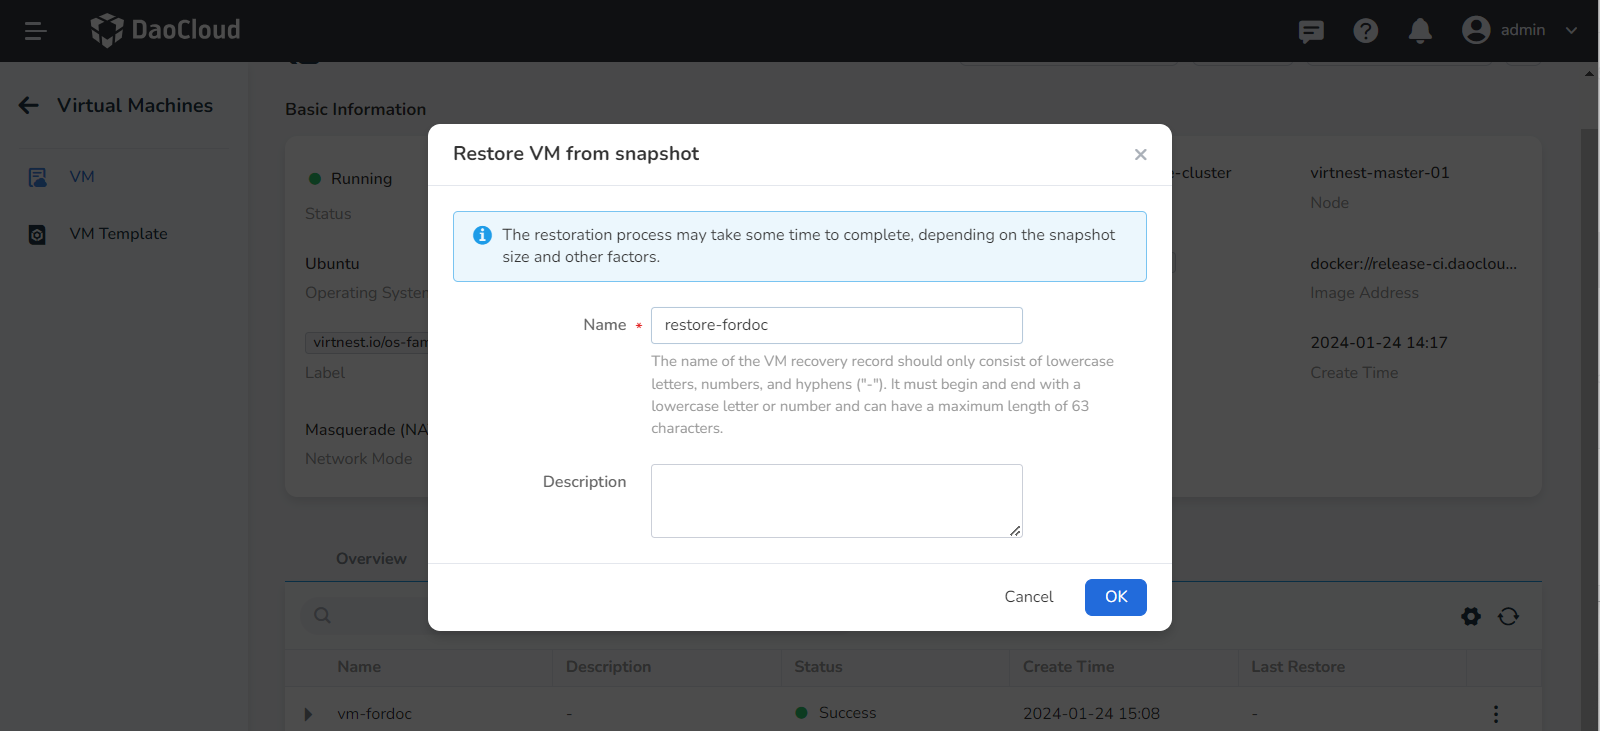 DaoCloud
admin
Virtual Machines
VM
VM Template
Basic Information
Running
Status
Ubuntu
Operating System
virtnest.io/os-fam
Label
Masquerade (NA
Network Mode
e-cluster
virtnest-master-01
Node
docker://release-ci.daoclou...
Image Address
2024-01-24 14:17
Create Time
Restore VM from snapshot
The restoration process may take some time to complete, depending on the snapshot
size and other factors.
Name *
restore-fordoc
The name of the VM recovery record should only consist of lowercase
letters, numbers, and hyphens ("-"). It must begin and end with a
lowercase letter or number and can have a maximum length of 63
characters.
Description
Cancel
OK
Overview
Name Description Status Create Time Last Restore
vm-fordoc - Success 2024-01-24 15:08 -